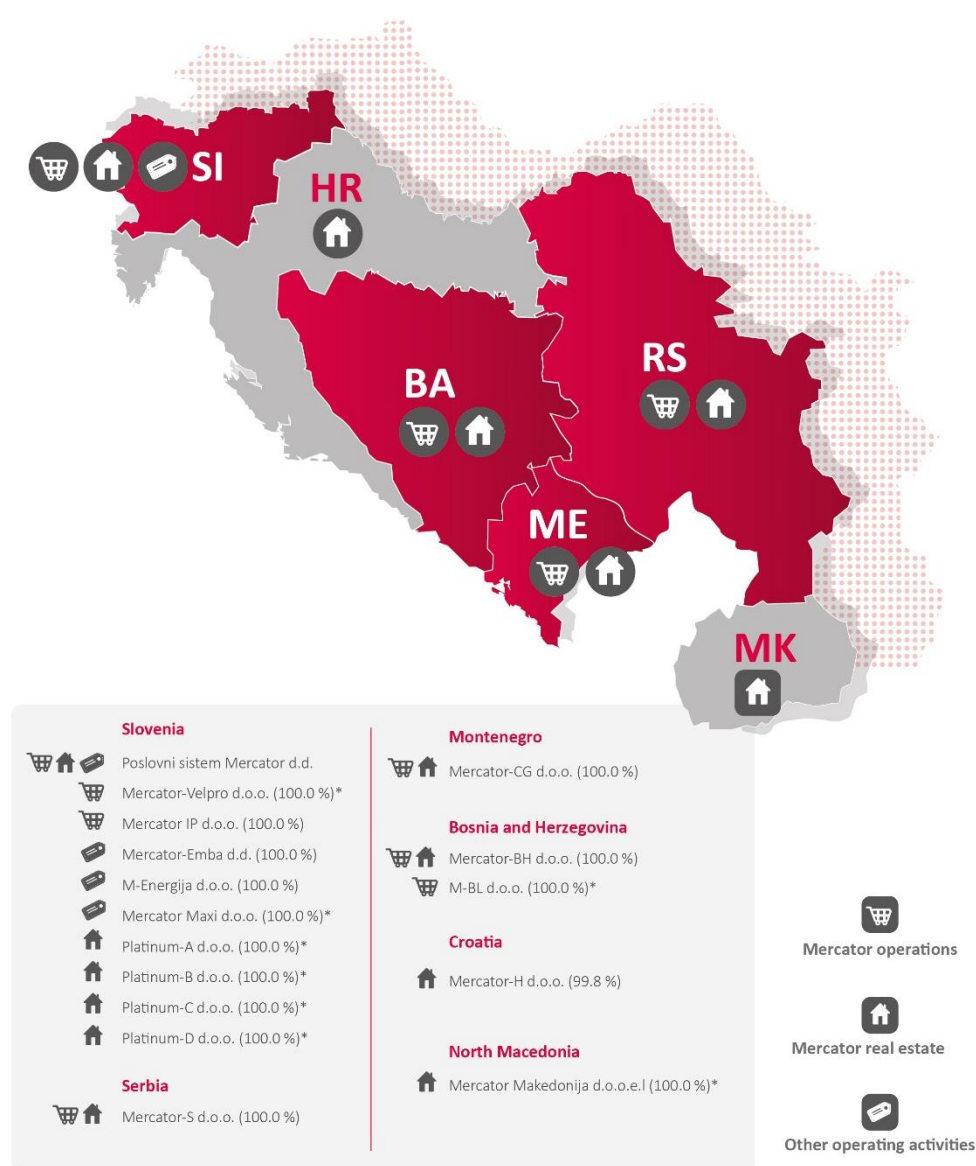 SI
HR
BA
RS
ME
MK
Slovenia
Poslovni sistem Mercator d.d.
Mercator-Velpro d.o.o. (100.0 %)*
Mercator IP d.o.o. (100.0 %)
Mercator-Emba d.d. (100.0 %)
M-Energija d.o.o. (100.0 %)
Mercator Maxi d.o.o. (100.0 %)*
Platinum-A d.o.o. (100.0 %)*
Platinum-B d.o.o. (100.0 %)*
Platinum-C d.o.o. (100.0 %)*
Platinum-D d.o.o. (100.0 %)*
Serbia
Mercator-S d.o.o. (100.0 %)
Montenegro
Mercator-CG d.o.o. (100.0 %)
Bosnia and Herzegovina
Mercator-BH d.o.o. (100.0 %)
M-BL d.o.o. (100.0 %)*
Croatia
Mercator-H d.o.o. (99.8 %)
North Macedonia
Mercator Makedonija d.o.o.e.l (100.0 %)*
Mercator operations
Mercator real estate
Other operating activities